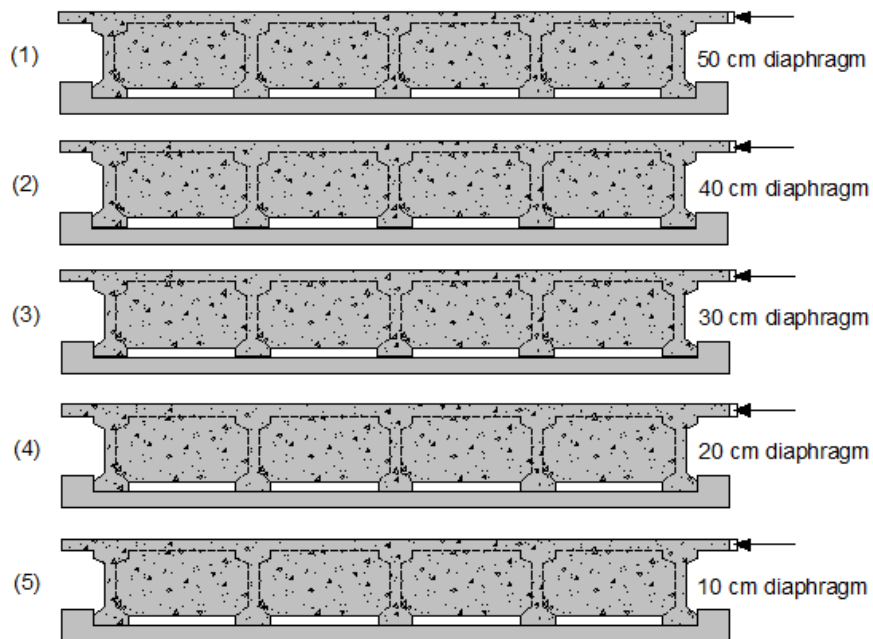 (1) 50 cm diaphragm
(2) 40 cm diaphragm
(3) 30 cm diaphragm
(4) 20 cm diaphragm
(5) 10 cm diaphragm